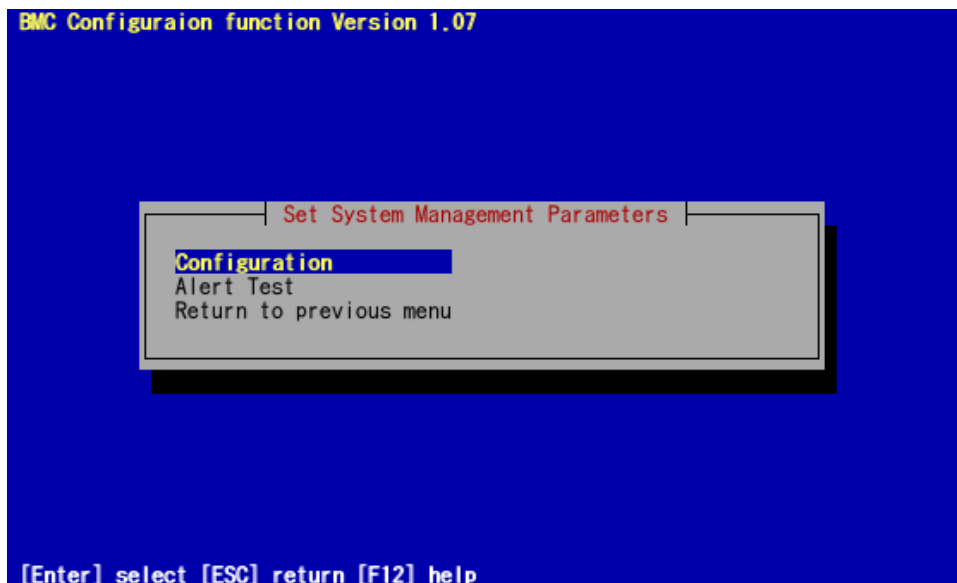 BMC Configuraion function Version 1.07
Set System Management Parameters
Configuration
Alert Test
Return to previous menu
[Enter] select [ESC] return [F12] help